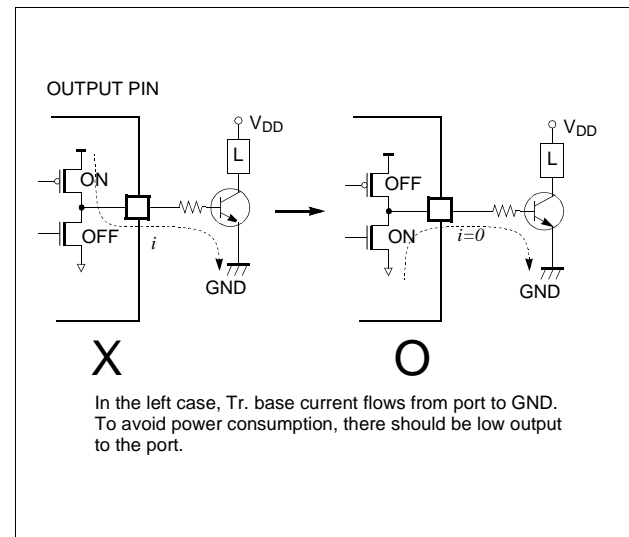 OUTPUT PIN
VDD
L
ON
OFF
i
GND
VDD
L
OFF
ON
i=0
GND
X
O
In the left case, Tr. base current flows from port to GND.
To avoid power consumption, there should be low output
to the port.